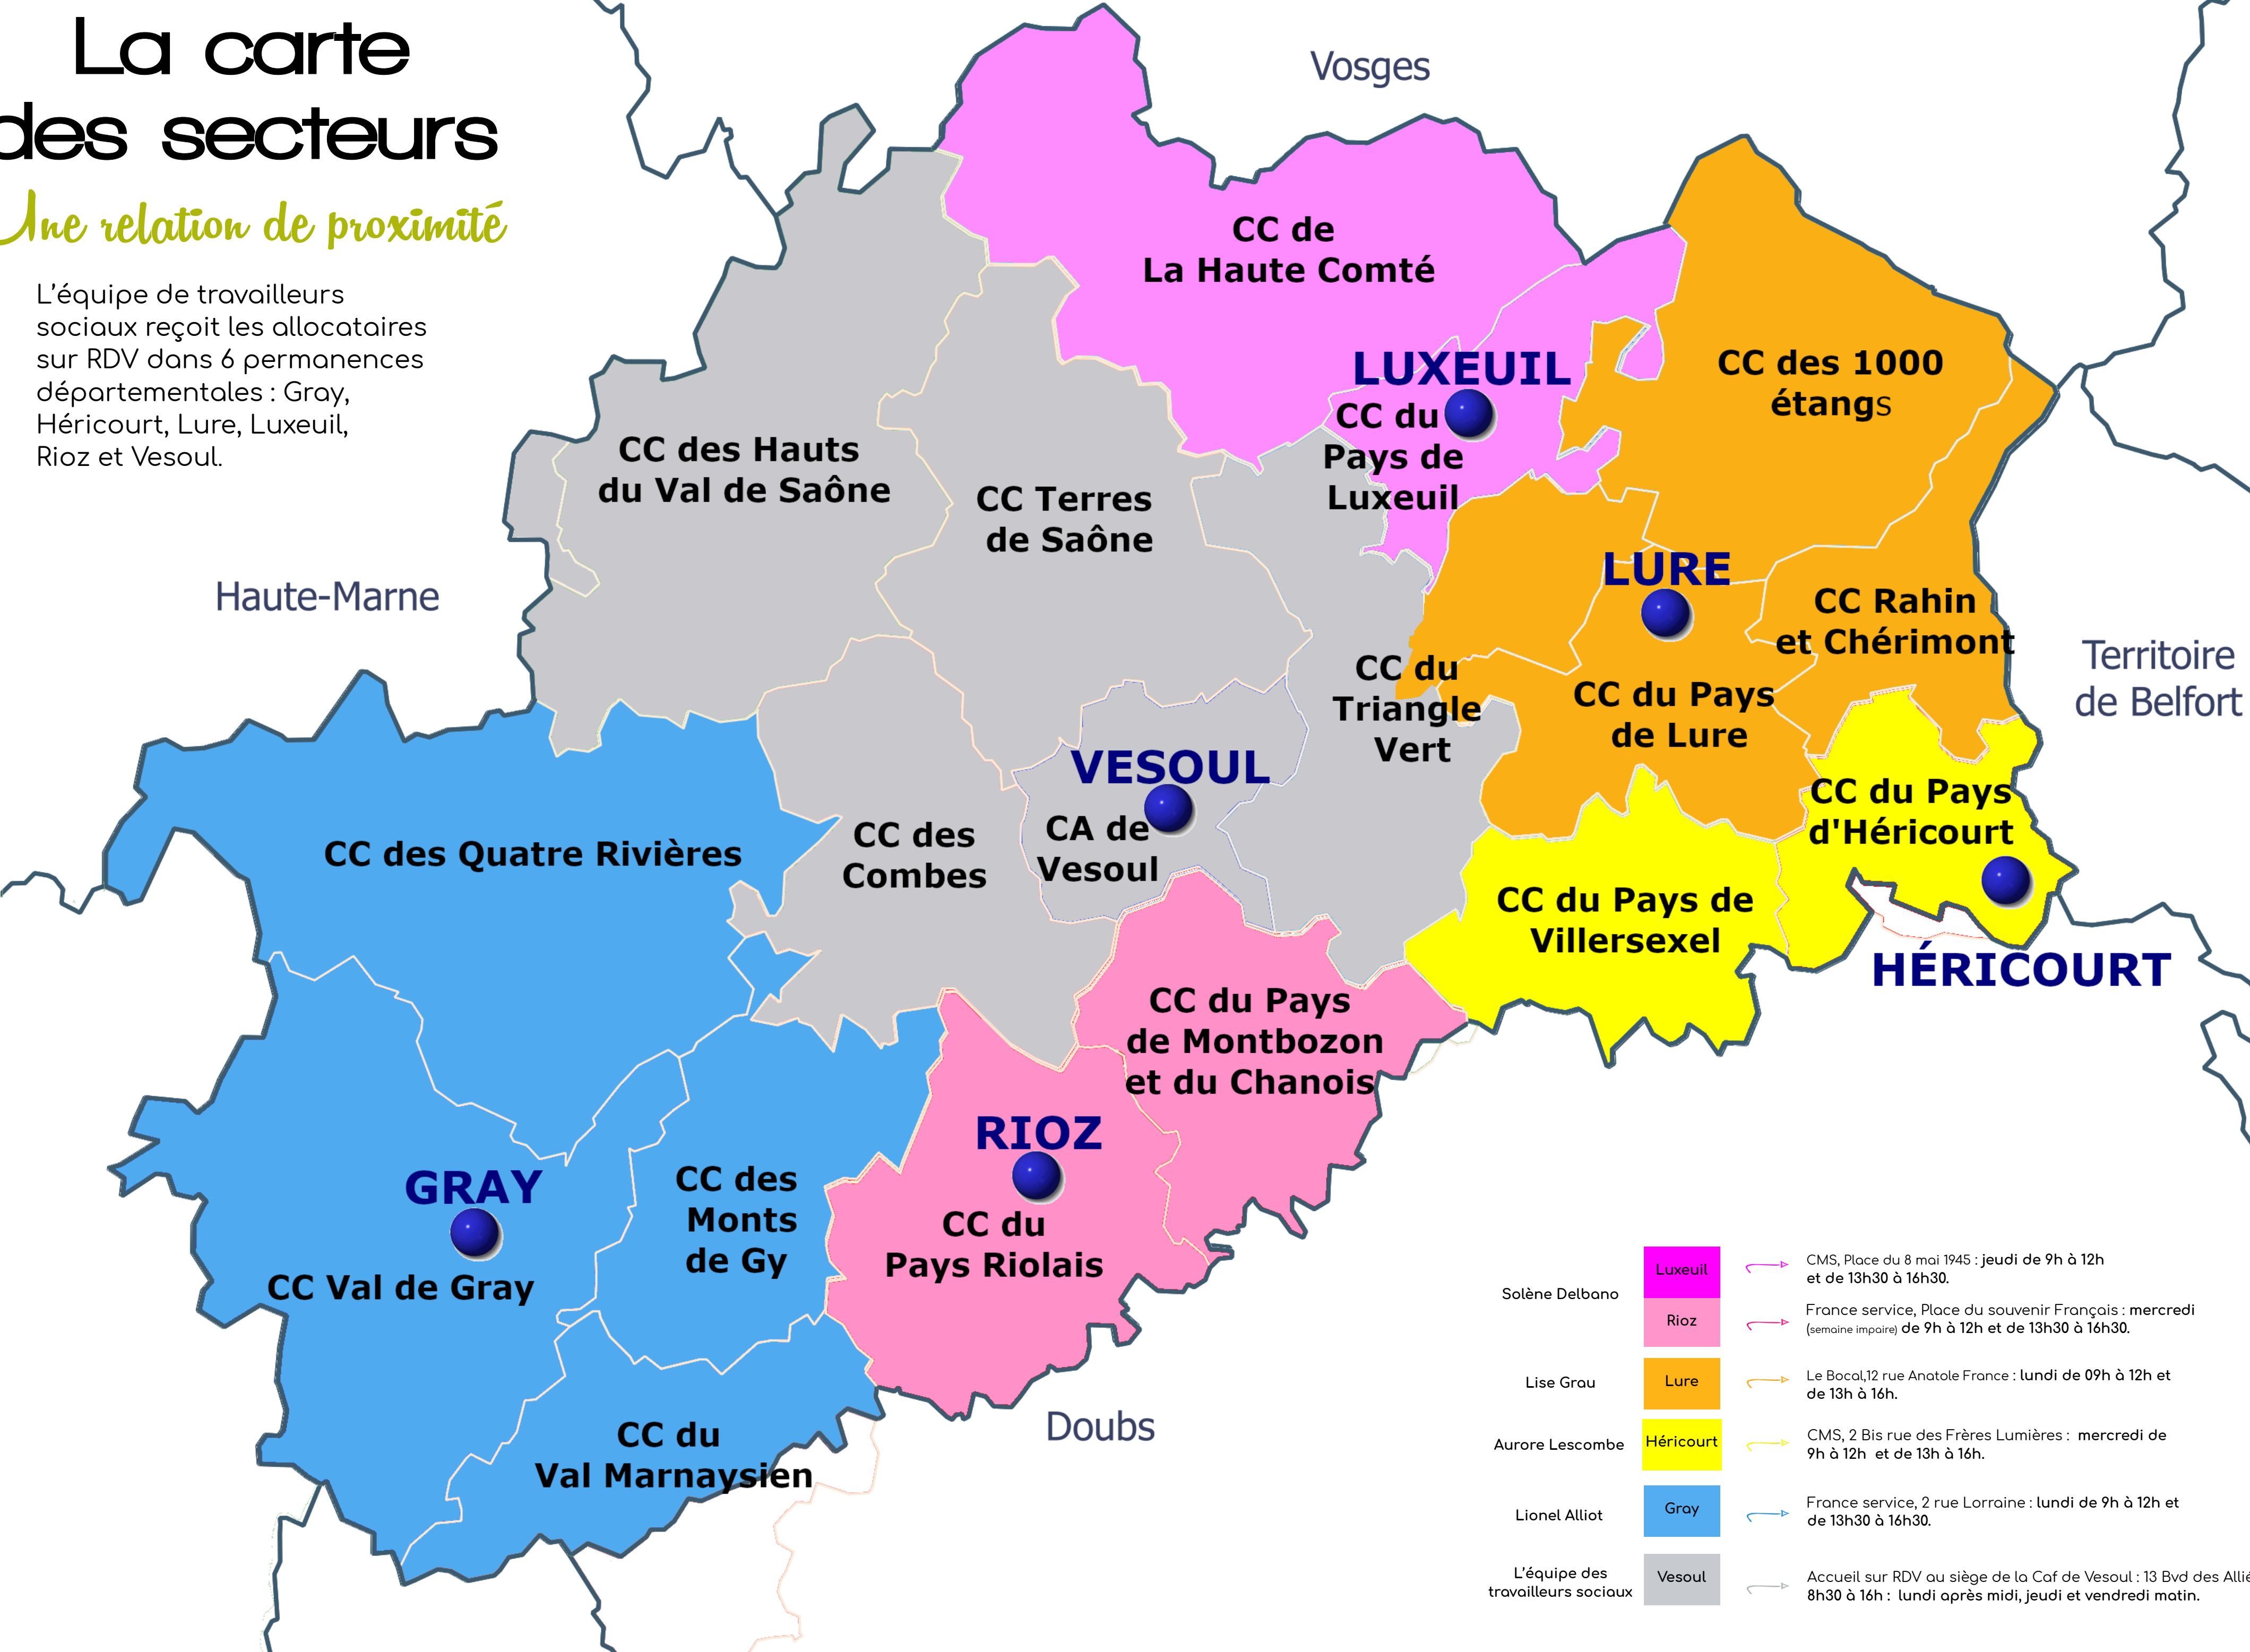 La carte
des secteurs
Une relation de proximité
L'équipe de travailleurs
sociaux reçoit les allocataires
sur RDV dans 6 permanences
départementales : Gray,
Héricourt, Lure, Luxeuil,
Rioz et Vesoul.
Vosges
CC de
La Haute Comté
LUXEUIL
CC du
Pays de
Luxeuil
CC des 1000
étangs
CC des Hauts
du Val de Saône
CC Terres
de Saône
Haute-Marne
LURE
CC Rahin
et Chérimont
Territoire
de Belfort
CC du
Triangle
Vert
CC du Pays
de Lure
VESOUL
CA de
Vesoul
CC des
Combes
CC des Quatre Rivières
CC du Pays
d'Héricourt
CC du Pays de
Villersexel
HÉRICOURT
CC du Pays
de Montbozon
et du Chanois
RIOZ
CC du
Pays Riolais
GRAY
CC Val de Gray
CC des
Monts
de Gy
CC du
Val Marnaysien
Doubs
Solène Delbano
Luxeuil
CMS, Place du 8 mai 1945 : jeudi de 9h à 12h
et de 13h30 à 16h30.
Rioz
France service, Place du souvenir Français : mercredi
(semaine impaire) de 9h à 12h et de 13h30 à 16h30.
Lise Grau
Lure
Le Bocal,12 rue Anatole France : lundi de 09h à 12h et
de 13h à 16h.
Aurore Lescombe
Héricourt
CMS, 2 Bis rue des Frères Lumières : mercredi de
9h à 12h et de 13h à 16h.
Lionel Alliot
Gray
France service, 2 rue Lorraine : lundi de 9h à 12h et
de 13h30 à 16h30.
L'équipe des
travailleurs sociaux
Vesoul
Accueil sur RDV au siège de la Caf de Vesoul : 13 Bvd des Allié
8h30 à 16h : lundi après midi, jeudi et vendredi matin.